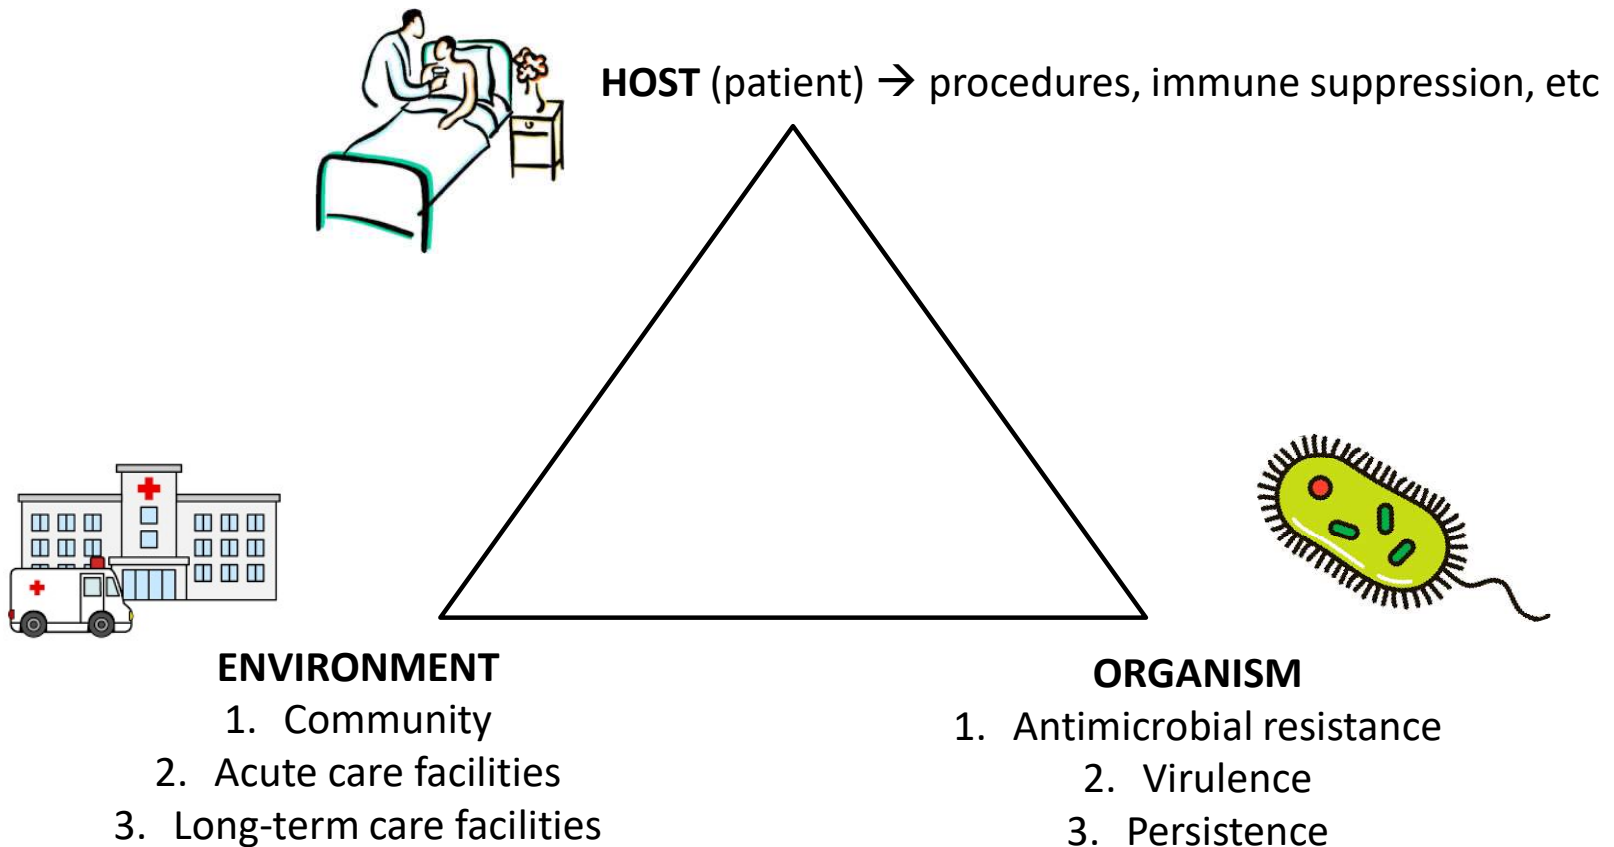 HOST (patient) → procedures, immune suppression, etc
ENVIRONMENT
1. Community
2. Acute care facilities
3. Long-term care facilities
ORGANISM
1. Antimicrobial resistance
2. Virulence
3. Persistence